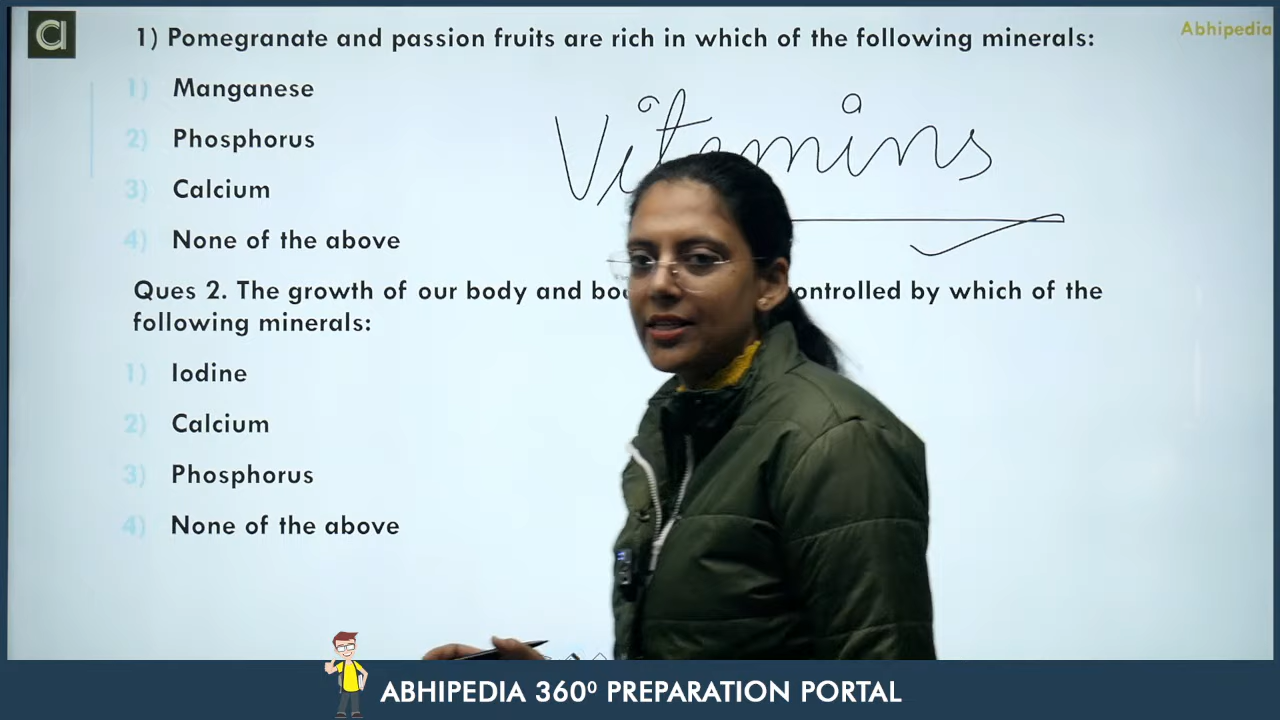 Abhipedia
1) Pomegranate and passion fruits are rich in which of the following minerals:
1) Manganese
2) Phosphorus
3) Calcium
4) None of the above
Vitamins
Ques 2. The growth of our body and ontrolled by which of the
following minerals:
1) Iodine
2) Calcium
3) Phosphorus
4) None of the above
ABHIPEDIA 360⁰ PREPARATION PORTAL